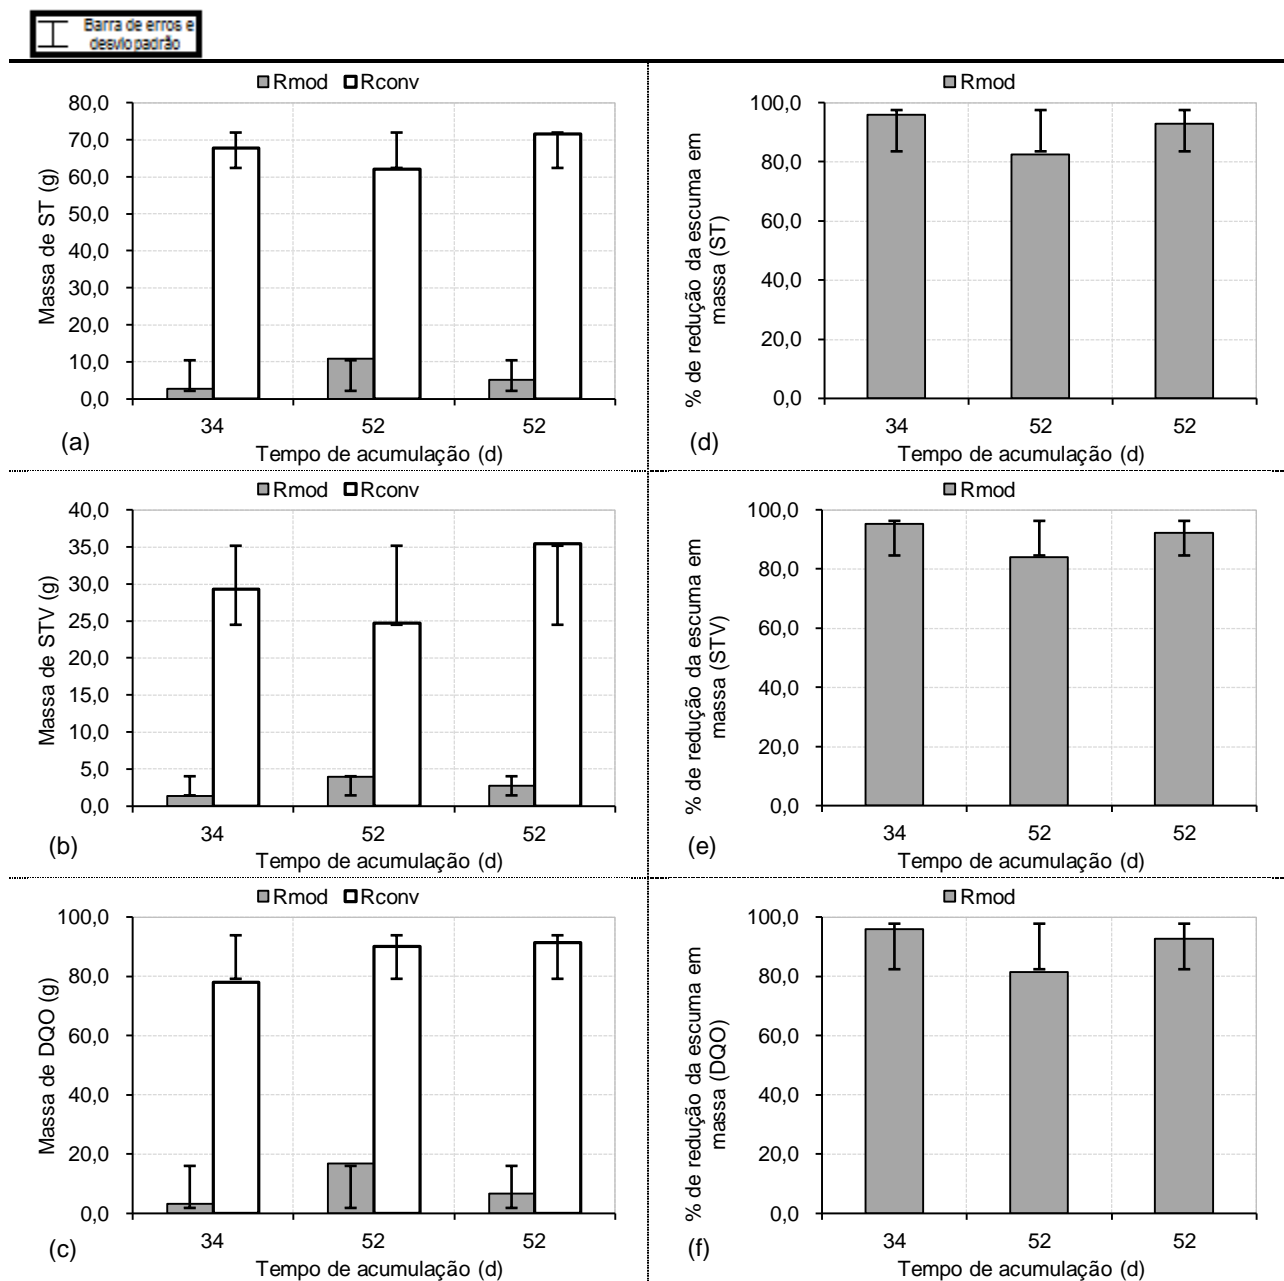 Barra de erros e
desvio padrão
Rmod Rconv
80,0
70,0
60,0
50,0
40,0
30,0
20,0
10,0
0,0
Massa de ST (g)
34 52 52
Tempo de acumulação (d)
(a)
Rmod
100,0
80,0
60,0
40,0
20,0
0,0
% de redução da escuma em
massa (ST)
34 52 52
Tempo de acumulação (d)
(d)
Rmod Rconv
40,0
35,0
30,0
25,0
20,0
15,0
10,0
5,0
0,0
Massa de STV (g)
34 52 52
Tempo de acumulação (d)
(b)
Rmod
100,0
80,0
60,0
40,0
20,0
0,0
% de redução da escuma em
massa (STV)
34 52 52
Tempo de acumulação (d)
(e)
Rmod Rconv
100,0
80,0
60,0
40,0
20,0
0,0
Massa de DQO (g)
34 52 52
Tempo de acumulação (d)
(c)
Rmod
100,0
80,0
60,0
40,0
20,0
0,0
% de redução da escuma em
massa (DQO)
34 52 52
Tempo de acumulação (d)
(f)